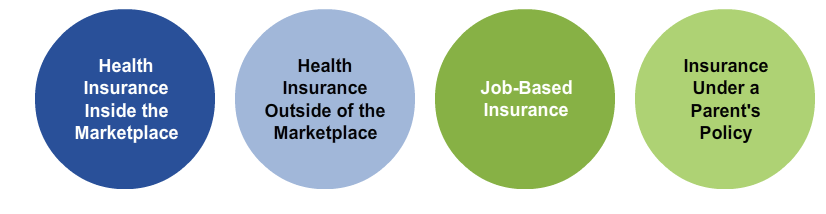 Health
Insurance
Inside the
Marketplace
Health
Insurance
Outside of the
Marketplace
Job-Based
Insurance
Insurance
Under a
Parent's
Policy